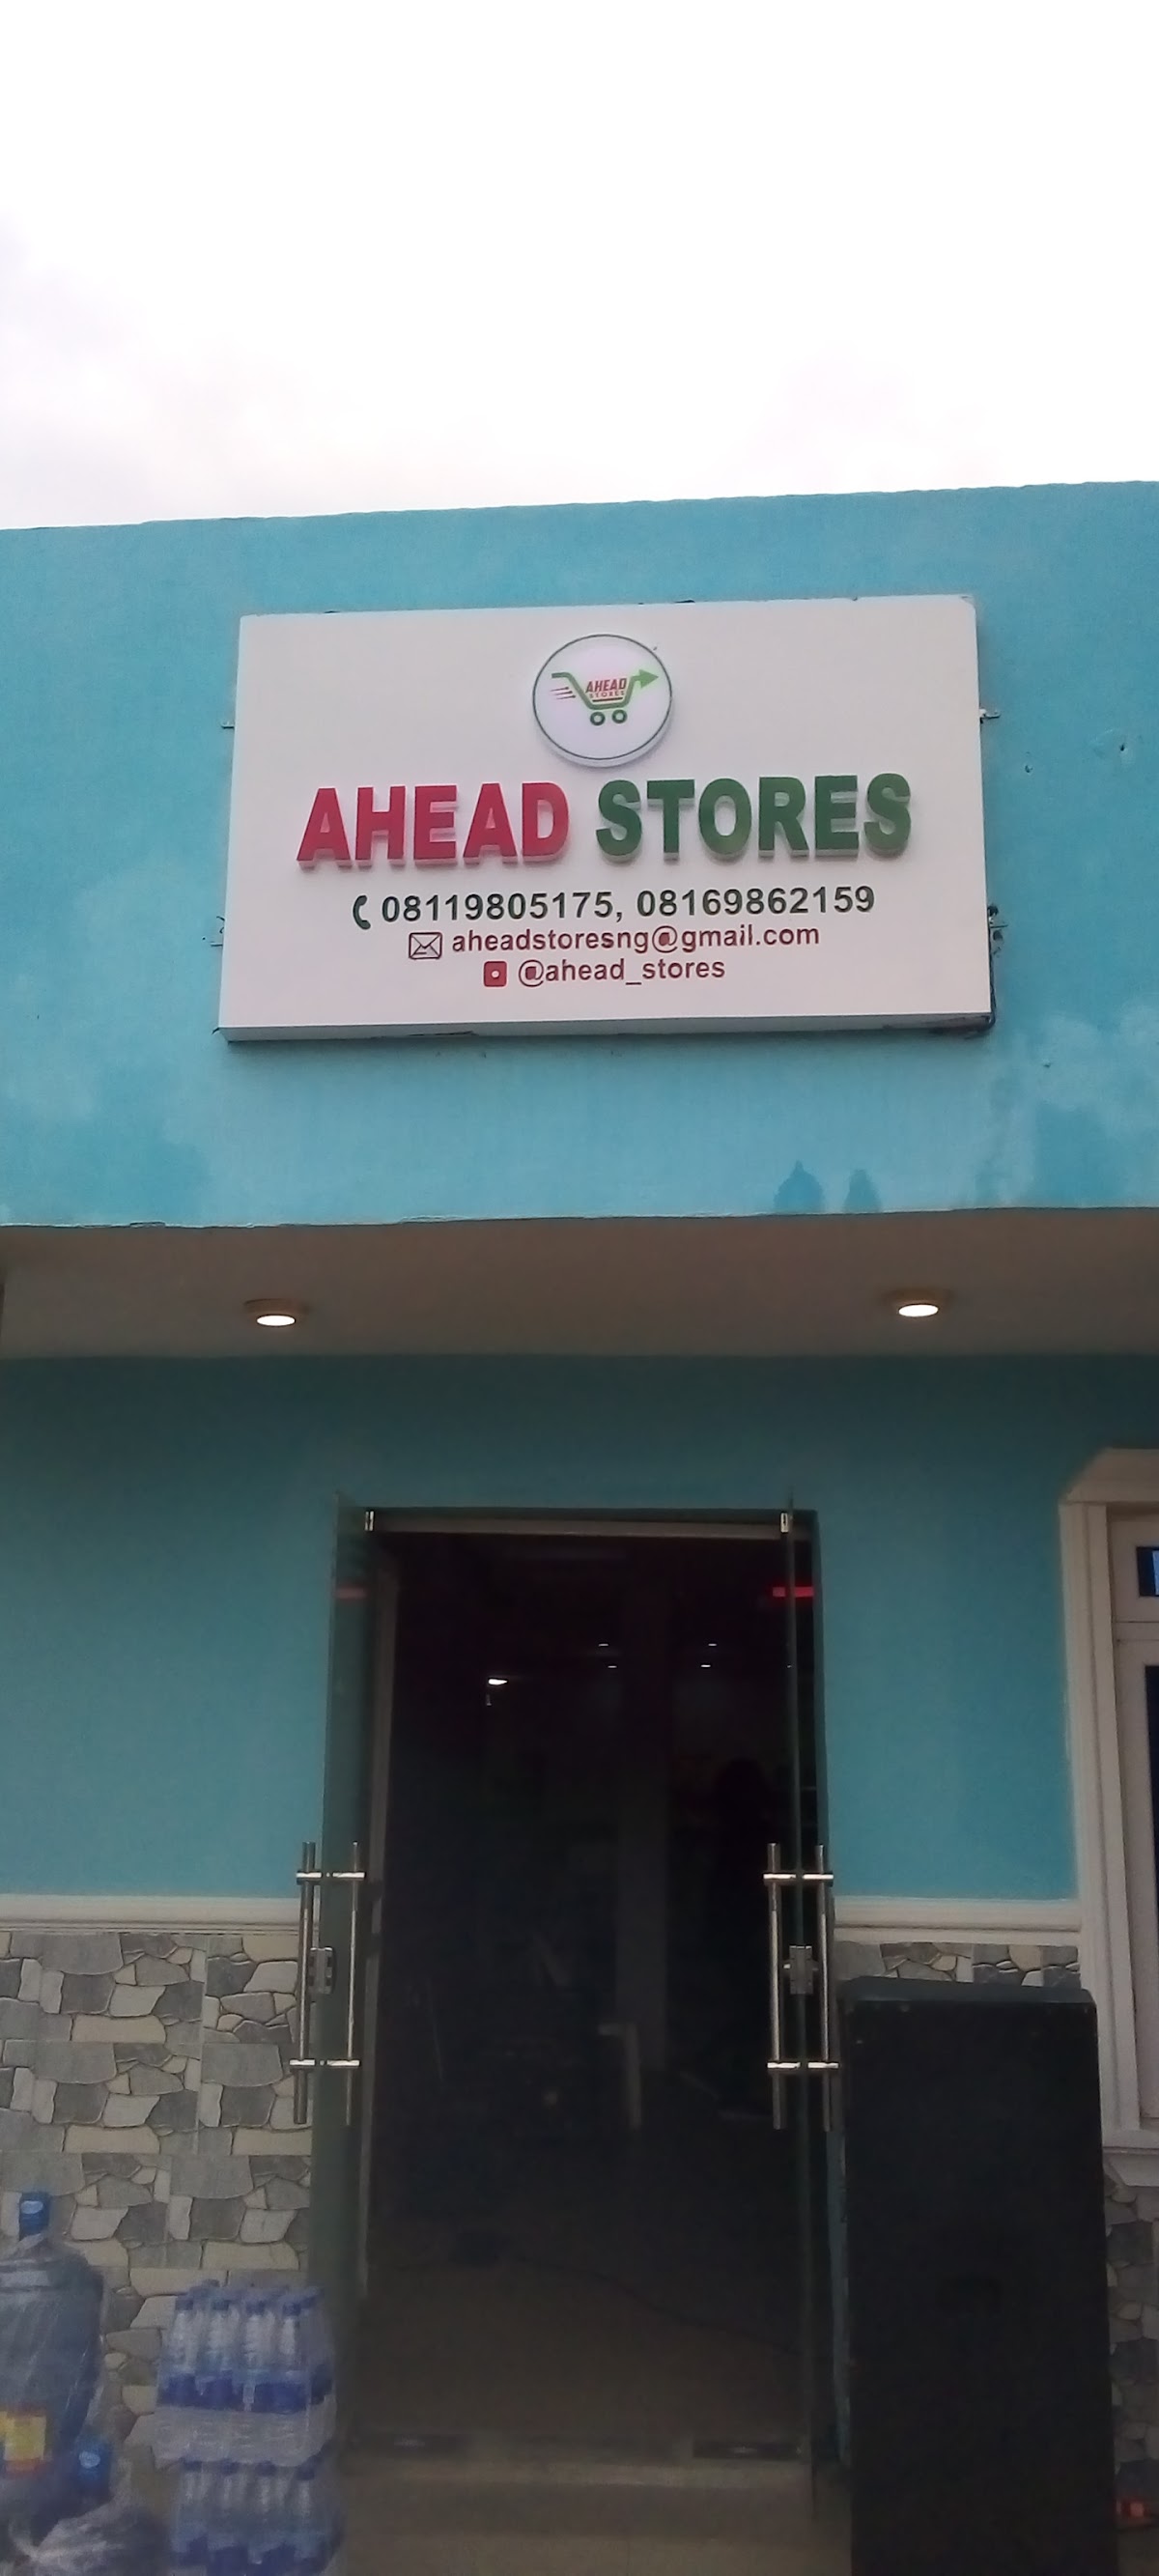 AHEAD
STORES
AHEAD STORES
08119805175, 08169862159
aheadstoresng@gmail.com
@ahead_stores